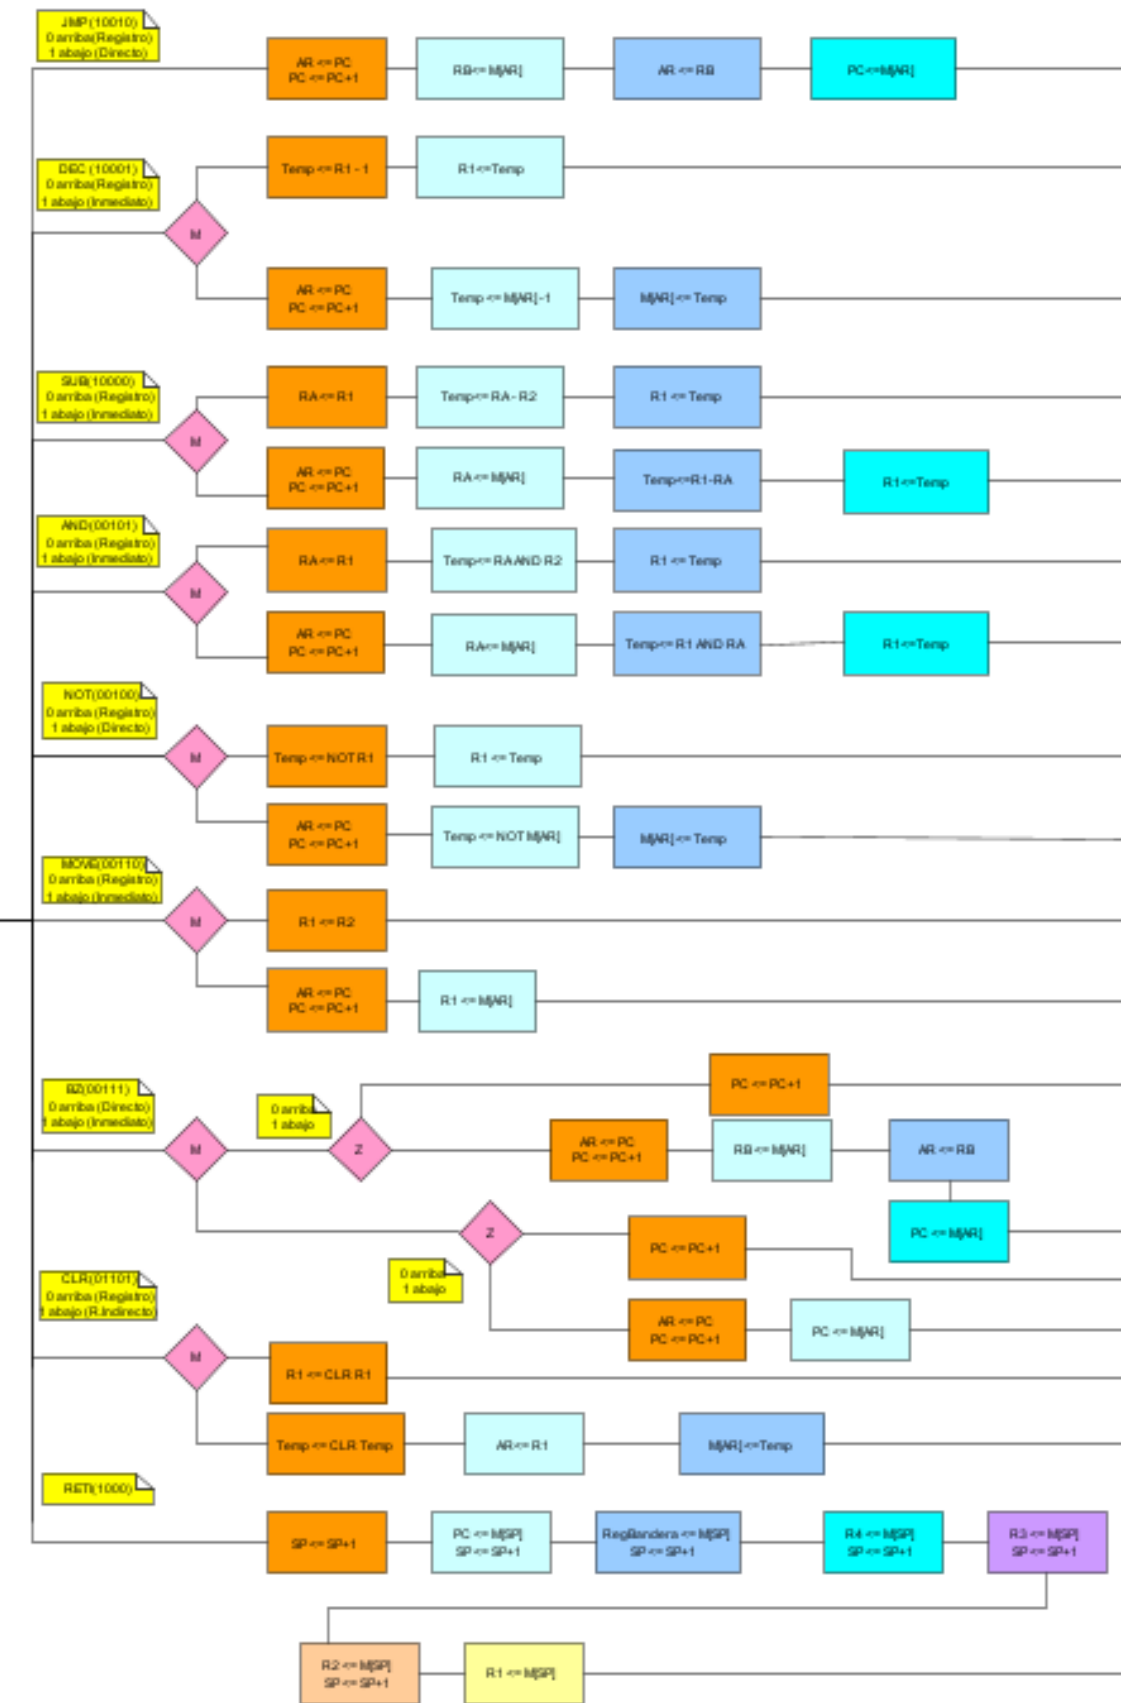 JMP(10010)
0 arriba(Registro)
1 abajo (Directo)
AR <= PC
PC <= PC+1
RB<= M[AR]
AR <= RB
PC<=M[AR]
DEC (10001)
0 arriba(Registro)
1 abajo (Inmediato)
M
Temp <= R1 - 1
R1<=Temp
AR <= PC
PC <= PC+1
Temp <= M[AR]-1
M[AR]<= Temp
SUB(10000)
0 arriba (Registro)
1 abajo (Inmediato)
M
RA<= R1
Temp<= RA - R2
R1 <= Temp
AR <= PC
PC <= PC+1
RA <= M[AR]
Temp<=R1-RA
R1<=Temp
AND(00101)
0 arriba (Registro)
1 abajo (Inmediato)
M
RA<= R1
Temp<= RA AND R2
R1 <= Temp
AR <= PC
PC <= PC+1
RA<= M[AR]
Temp<= R1 AND RA
R1<=Temp
NOT(00100)
0 arriba (Registro)
1 abajo (Directo)
M
Temp <= NOT R1
R1 <= Temp
AR <= PC
PC <= PC+1
Temp <= NOT M[AR]
M[AR]<= Temp
MOVE(00110)
0 arriba (Registro)
1 abajo (Inmediato)
M
R1 <= R2
AR <= PC
PC <= PC+1
R1 <= M[AR]
BZ(00111)
0 arriba (Directo)
1 abajo (Inmediato)
M
0 arriba
1 abajo
Z
PC <= PC+1
AR <= PC
PC <= PC+1
RB <= M[AR]
AR <= RB
PC <= M[AR]
Z
0 arriba
1 abajo
PC <= PC+1
AR <= PC
PC <= PC+1
PC <= M[AR]
CLR(01101)
0 arriba (Registro)
1 abajo (R.Indirecto)
M
R1 <= CLR R1
Temp <= CLR Temp
AR<= R1
M[AR]<=Temp
RETI(1000)
SP <= SP+1
PC <= M[SP]
SP <= SP+1
RegBandera <= M[SP]
SP <= SP+1
R4 <= M[SP]
SP <= SP+1
R3 <= M[SP]
SP <= SP+1
R2 <= M[SP]
SP <= SP+1
R1 <= M[SP]